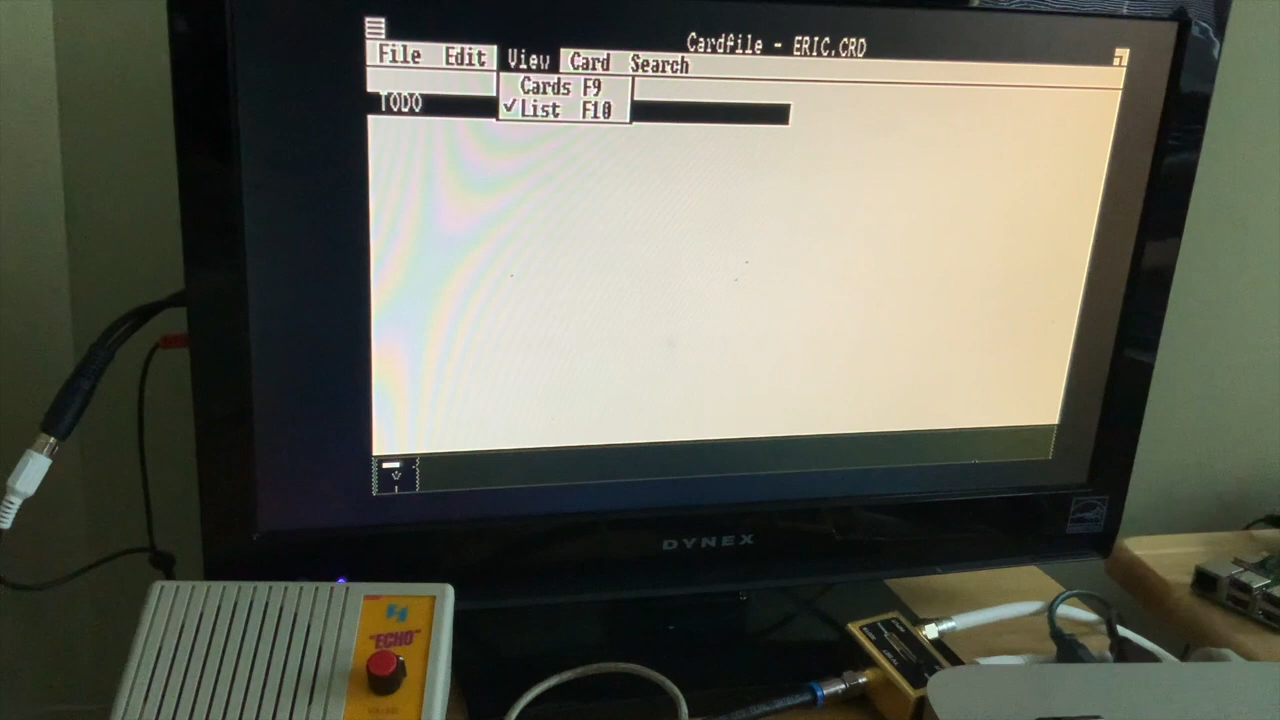 Cardfile - ERIC.CRD
File Edit View Card Search
Cards F9
TODO
✓List F10
DYNEX
"ECHO"